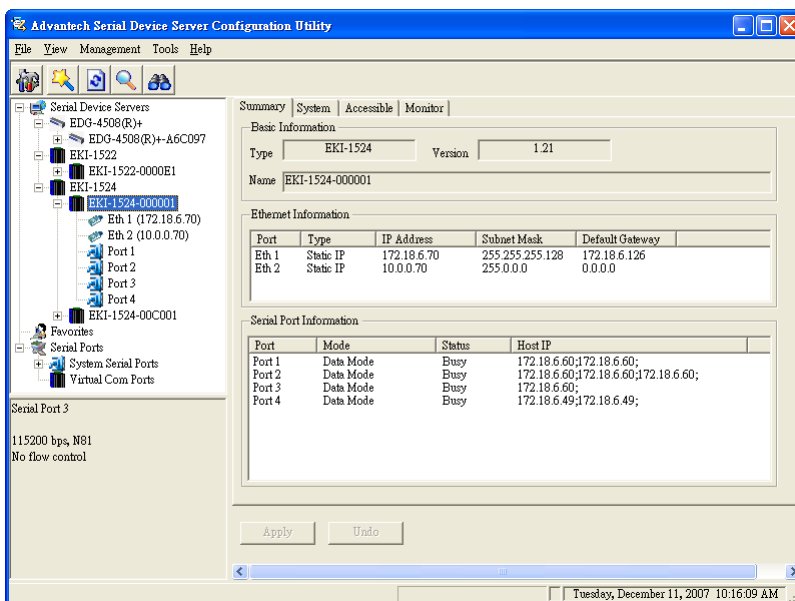 Advantech Serial Device Server Configuration Utility
File View Management Tools Help
Serial Device Servers
EDG-4508(R)+
EDG-4508(R)+-A6C097
EKI-1522
EKI-1522-0000E1
EKI-1524
EKI-1524-000001
Eth 1 (172.18.6.70)
Eth 2 (10.0.0.70)
Port 1
Port 2
Port 3
Port 4
EKI-1524-00C001
Favorites
Serial Ports
System Serial Ports
Virtual Com Ports
Serial Port 3
115200 bps, N81
No flow control
Summary System Accessible Monitor
Basic Information
Type EKI-1524 Version 1.21
Name EKI-1524-000001
Ethernet Information
Port Type IP Address Subnet Mask Default Gateway
Eth 1 Static IP 172.18.6.70 255.255.255.128 172.18.6.126
Eth 2 Static IP 10.0.0.70 255.0.0.0 0.0.0.0
Serial Port Information
Port Mode Status Host IP
Port 1 Data Mode Busy 172.18.6.60;172.18.6.60;
Port 2 Data Mode Busy 172.18.6.60;172.18.6.60;172.18.6.60;
Port 3 Data Mode Busy 172.18.6.60;
Port 4 Data Mode Busy 172.18.6.49;172.18.6.49;
Apply Undo
Tuesday, December 11, 2007 10:16:09 AM